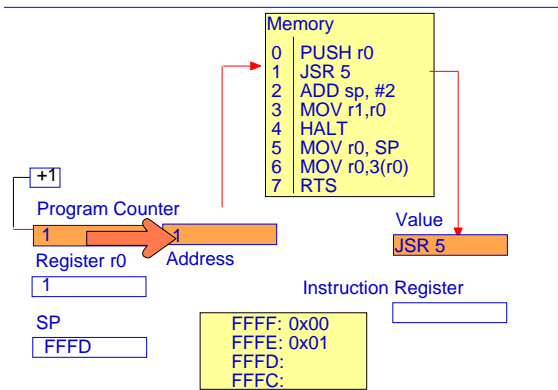 Memory
0 PUSH r0
1 JSR 5
2 ADD sp, #2
3 MOV r1,r0
4 HALT
5 MOV r0, SP
6 MOV r0,3(r0)
7 RTS
+1
Program Counter
1
1
Address
Value
JSR 5
Register r0
1
Instruction Register
SP
FFFD
FFFF: 0x00
FFFE: 0x01
FFFD:
FFFC: